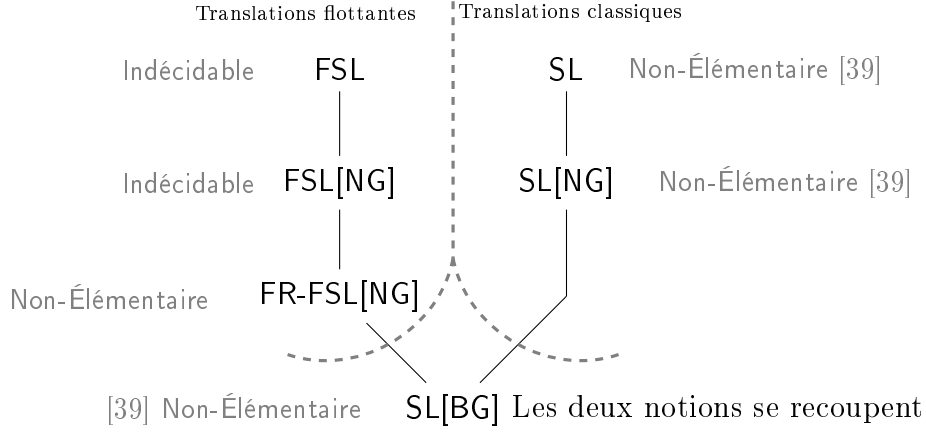 Translations flottantes Translations classiques
Indécidable FSL SL Non-Élémentaire [39]
Indécidable FSL[NG] SL[NG] Non-Élémentaire [39]
Non-Élémentaire FR-FSL[NG]
[39] Non-Élémentaire SL[BG] Les deux notions se recoupent